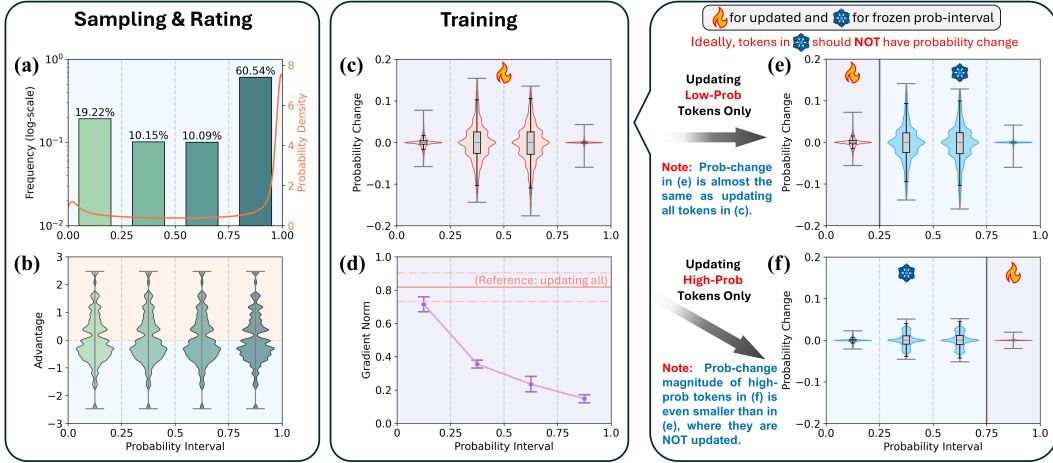 Sampling & Rating
(a)
10⁰
10⁻¹
10⁻²
Frequency (log-scale)
19.22%
10.15%
10.09%
60.54%
8
6
4
2
0
Probability Density
0.00
0.25
0.50
0.75
1.00
(b)
3
2
1
0
−1
−2
−3
Advantage
0.0
0.25
0.50
0.75
1.0
Probability Interval
Training
(c)
0.2
0.1
0.0
−0.1
−0.2
Probability Change
0.0
0.25
0.50
0.75
1.0
(d)
1.0
0.8
0.6
0.4
0.2
0.0
Gradient Norm
(Reference: updating all)
0.0
0.25
0.50
0.75
1.0
Probability Interval
for updated and
for frozen prob-interval
Ideally, tokens in
should NOT have probability change
Updating
Low-Prob
Tokens Only
Note: Prob-change
in (e) is almost the
same as updating
all tokens in (c).
(e)
0.2
0.1
0.0
−0.1
−0.2
Probability Change
0.0
0.25
0.50
0.75
1.0
Updating
High-Prob
Tokens Only
Note: Prob-change
magnitude of high-
prob tokens in (f) is
even smaller than in
(e), where they are
NOT updated.
(f)
0.2
0.1
0.0
−0.1
−0.2
Probability Change
0.0
0.25
0.50
0.75
1.0
Probability Interval